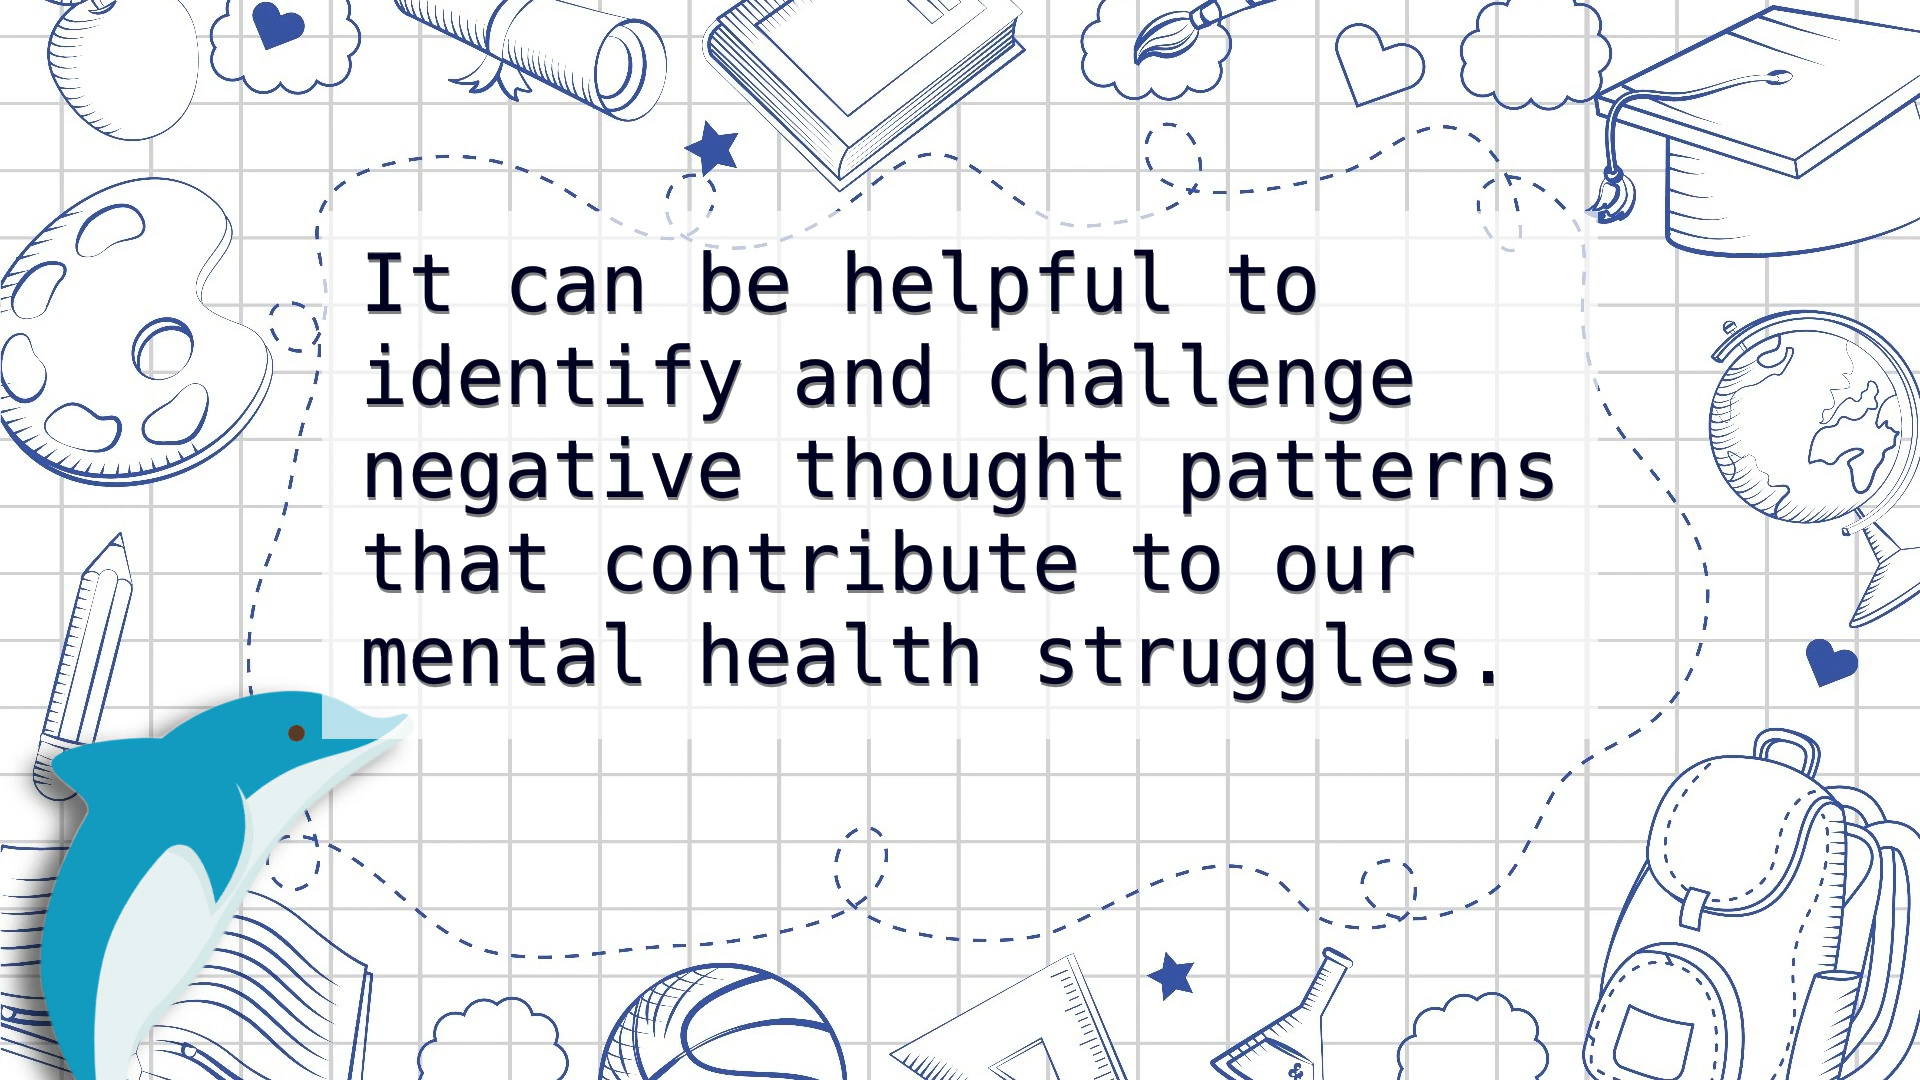 It can be helpful to
identify and challenge
negative thought patterns
that contribute to our
mental health struggles.